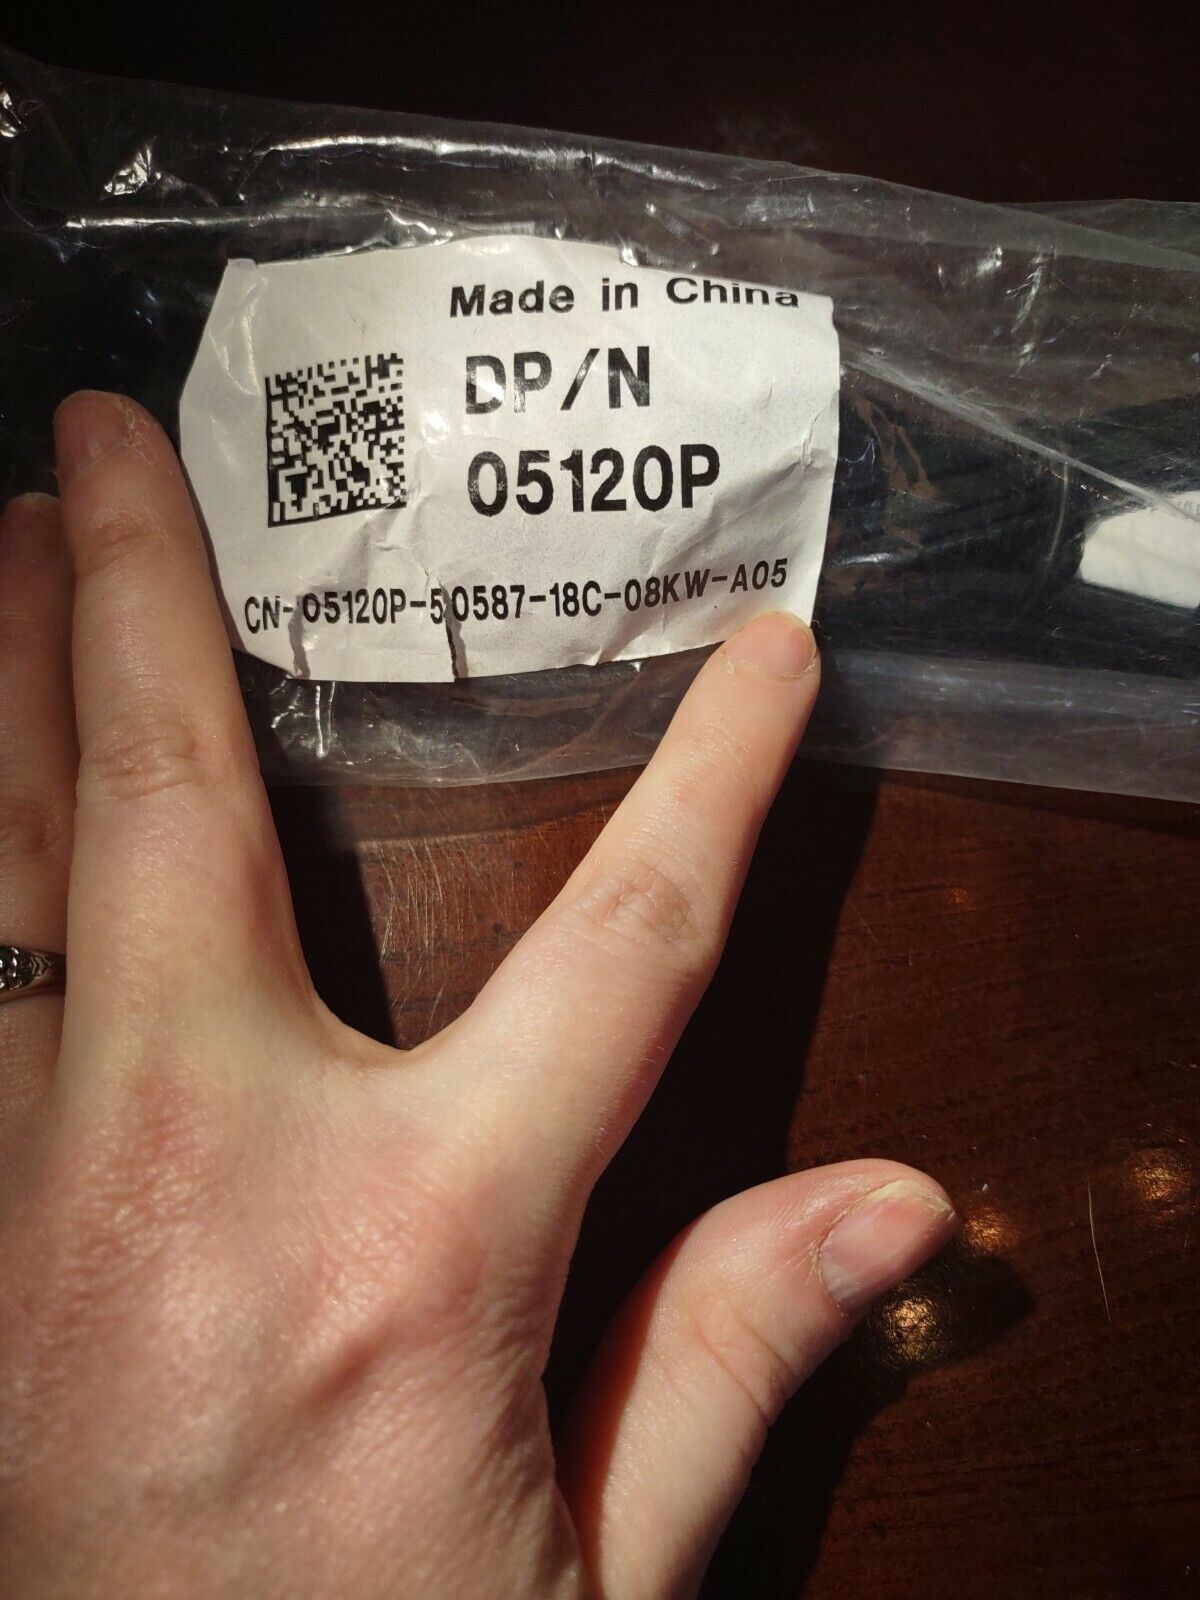 Made in China
DP/N
05120P
CN-05120P-50587-18C-08KW-A05